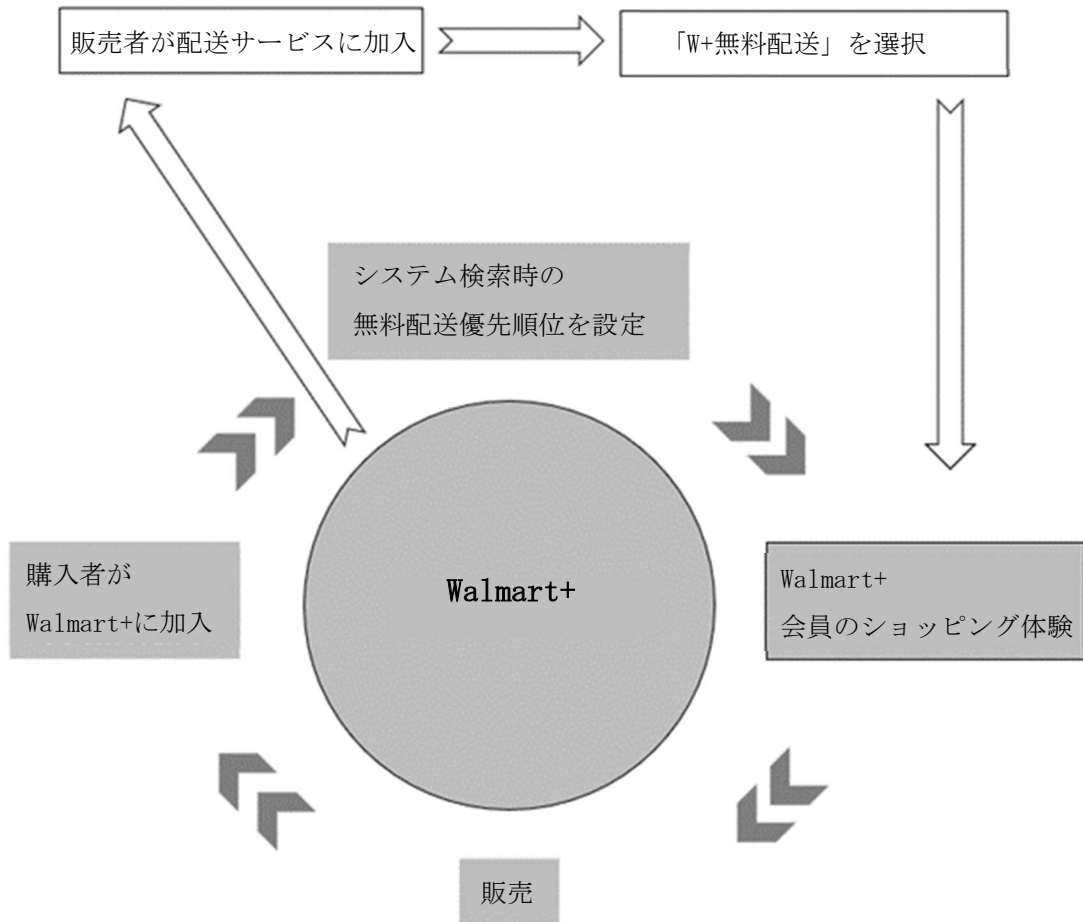 販売者が配送サービスに加入
「W+無料配送」を選択
システム検索時の
無料配送優先順位を設定
購入者が
Walmart+に加入
Walmart+
Walmart+
会員のショッピング体験
販売